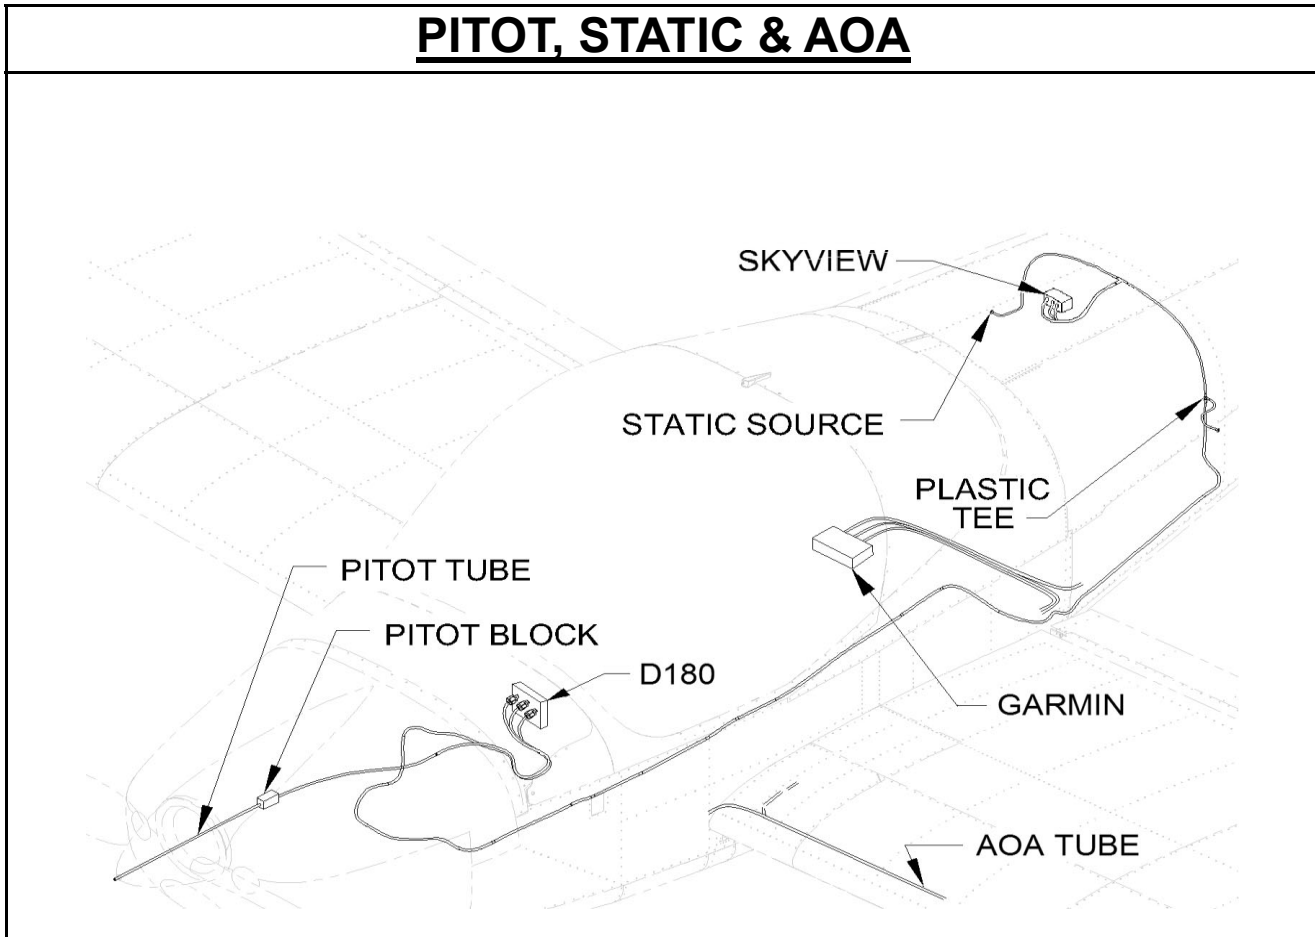 PITOT, STATIC & AOA
SKYVIEW
STATIC SOURCE
PLASTIC
TEE
PITOT TUBE
PITOT BLOCK
D180
GARMIN
AOA TUBE